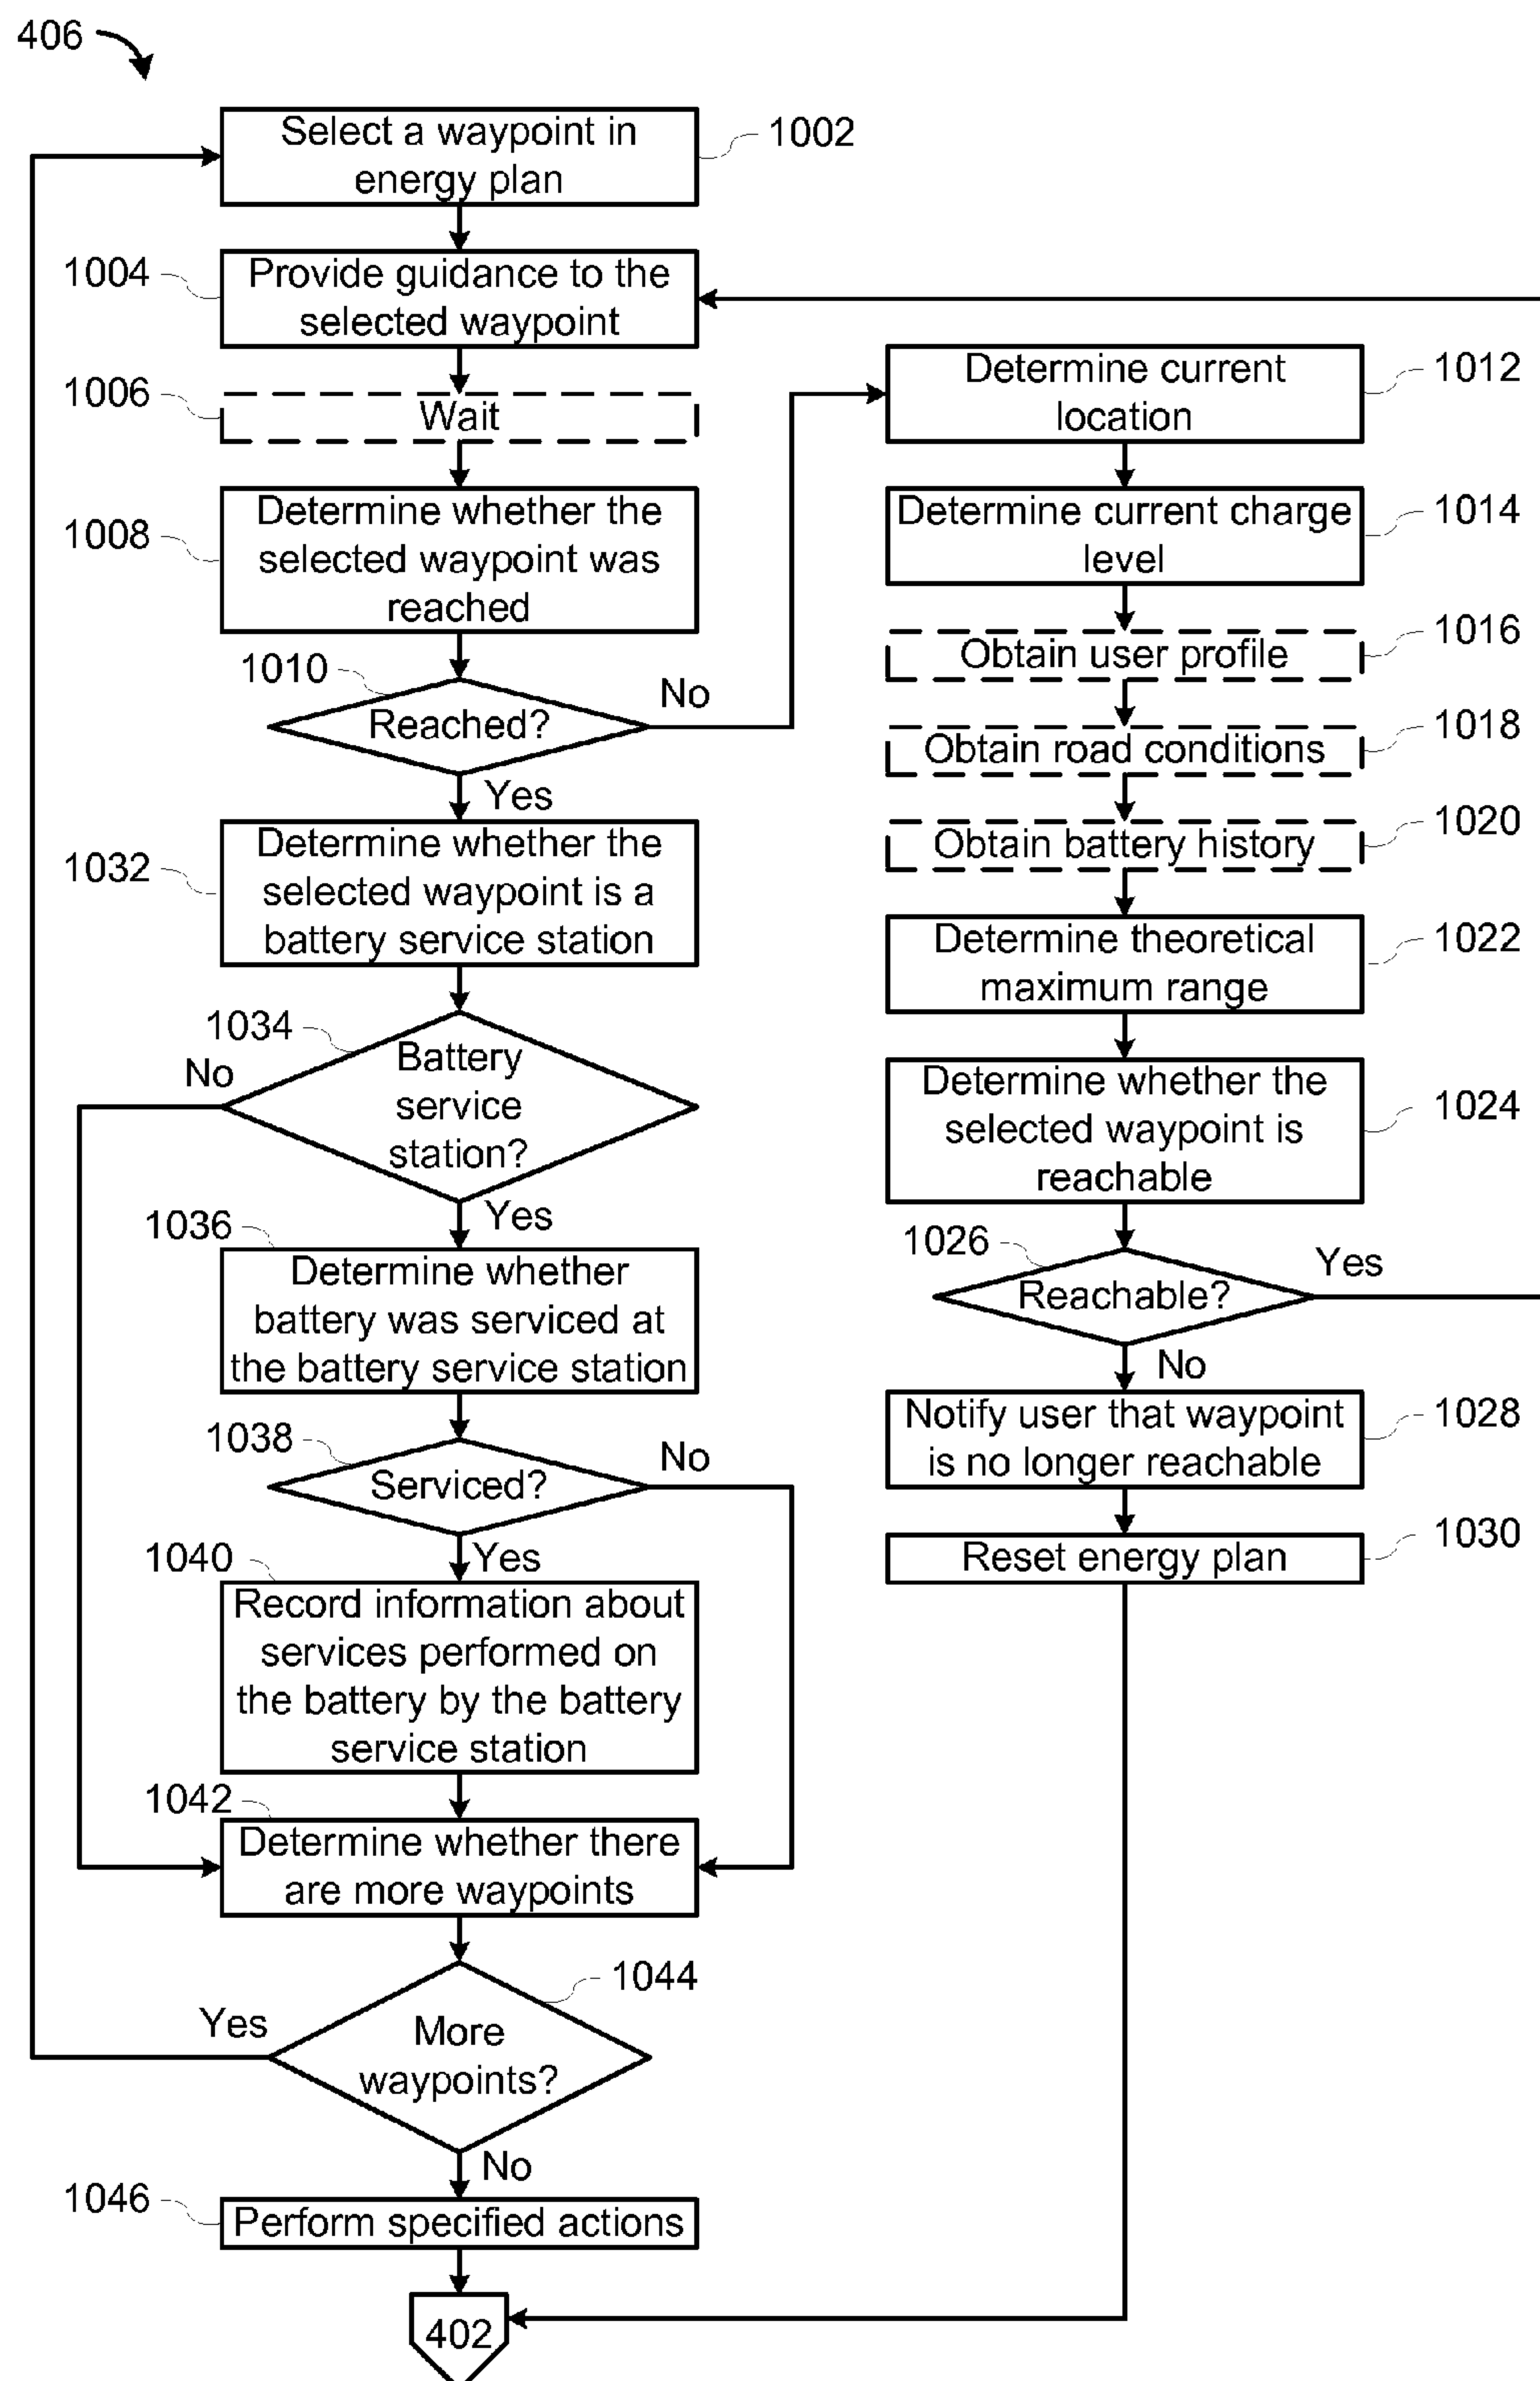 406
Select a waypoint in
energy plan
1002
1004
Provide guidance to the
selected waypoint
1006
Wait
1008
Determine whether the
selected waypoint was
reached
1010
Reached?
No
Yes
1012
Determine current
location
1014
Determine current charge
level
1016
Obtain user profile
1018
Obtain road conditions
1020
Obtain battery history
1022
Determine theoretical
maximum range
1024
Determine whether the
selected waypoint is
reachable
1026
Reachable?
Yes
No
1028
Notify user that waypoint
is no longer reachable
1030
Reset energy plan
1032
Determine whether the
selected waypoint is a
battery service station
1034
Battery
service
station?
No
Yes
1036
Determine whether
battery was serviced at
the battery service station
1038
Serviced?
No
Yes
1040
Record information about
services performed on
the battery by the battery
service station
1042
Determine whether there
are more waypoints
1044
More
waypoints?
Yes
No
1046
Perform specified actions
402